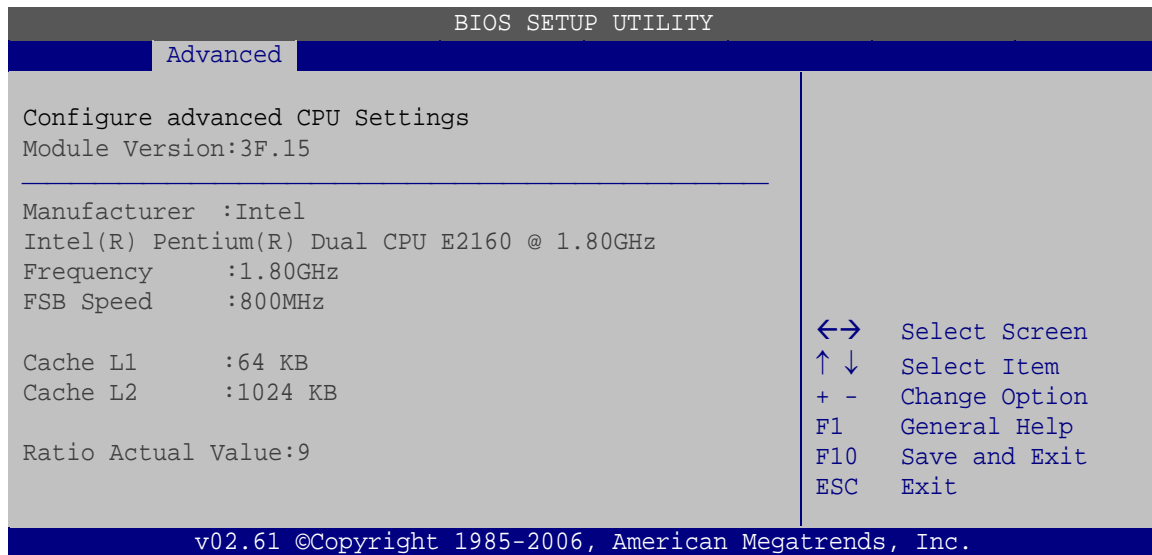 BIOS SETUP UTILITY
Advanced
Configure advanced CPU Settings
Module Version:3F.15
Manufacturer :Intel
Intel(R) Pentium(R) Dual CPU E2160 @ 1.80GHz
Frequency :1.80GHz
FSB Speed :800MHz
Cache L1 :64 KB
Cache L2 :1024 KB
Ratio Actual Value:9
←→ Select Screen
↑ ↓ Select Item
+ - Change Option
F1 General Help
F10 Save and Exit
ESC Exit
v02.61 ©Copyright 1985-2006, American Megatrends, Inc.